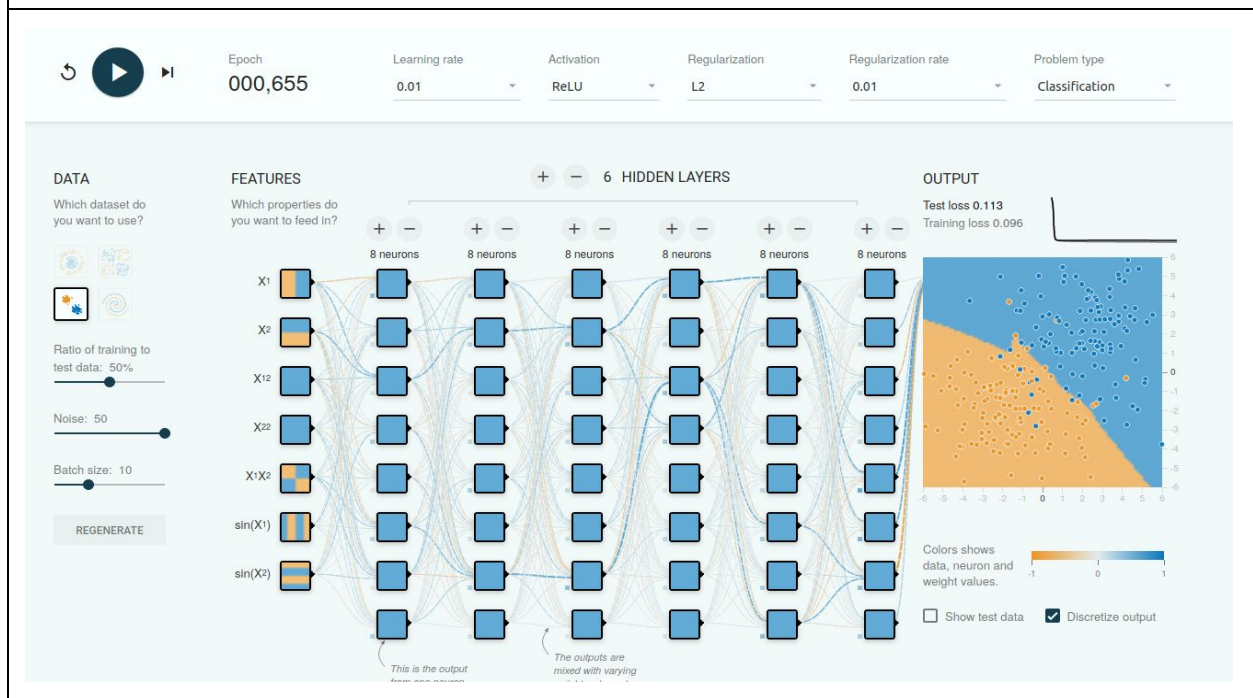 Epoch
000,655
Learning rate
0.01
Activation
ReLU
Regularization
L2
Regularization rate
0.01
Problem type
Classification
DATA
Which dataset do
you want to use?
Ratio of training to
test data: 50%
Noise: 50
Batch size: 10
REGENERATE
FEATURES
Which properties do
you want to feed in?
X1
X2
X12
X22
X1X2
sin(X1)
sin(X2)
+ − 6 HIDDEN LAYERS
+ − + − + − + − + − + −
8 neurons 8 neurons 8 neurons 8 neurons 8 neurons 8 neurons
This is the output
The outputs are
mixed with varying
OUTPUT
Test loss 0.113
Training loss 0.096
6
5
4
3
2
1
0
-1
-2
-3
-4
-5
-6
-6 -5 -4 -3 -2 -1 0 1 2 3 4 5 6
Colors shows
data, neuron and
weight values.
-1 0 1
Show test data
Discretize output